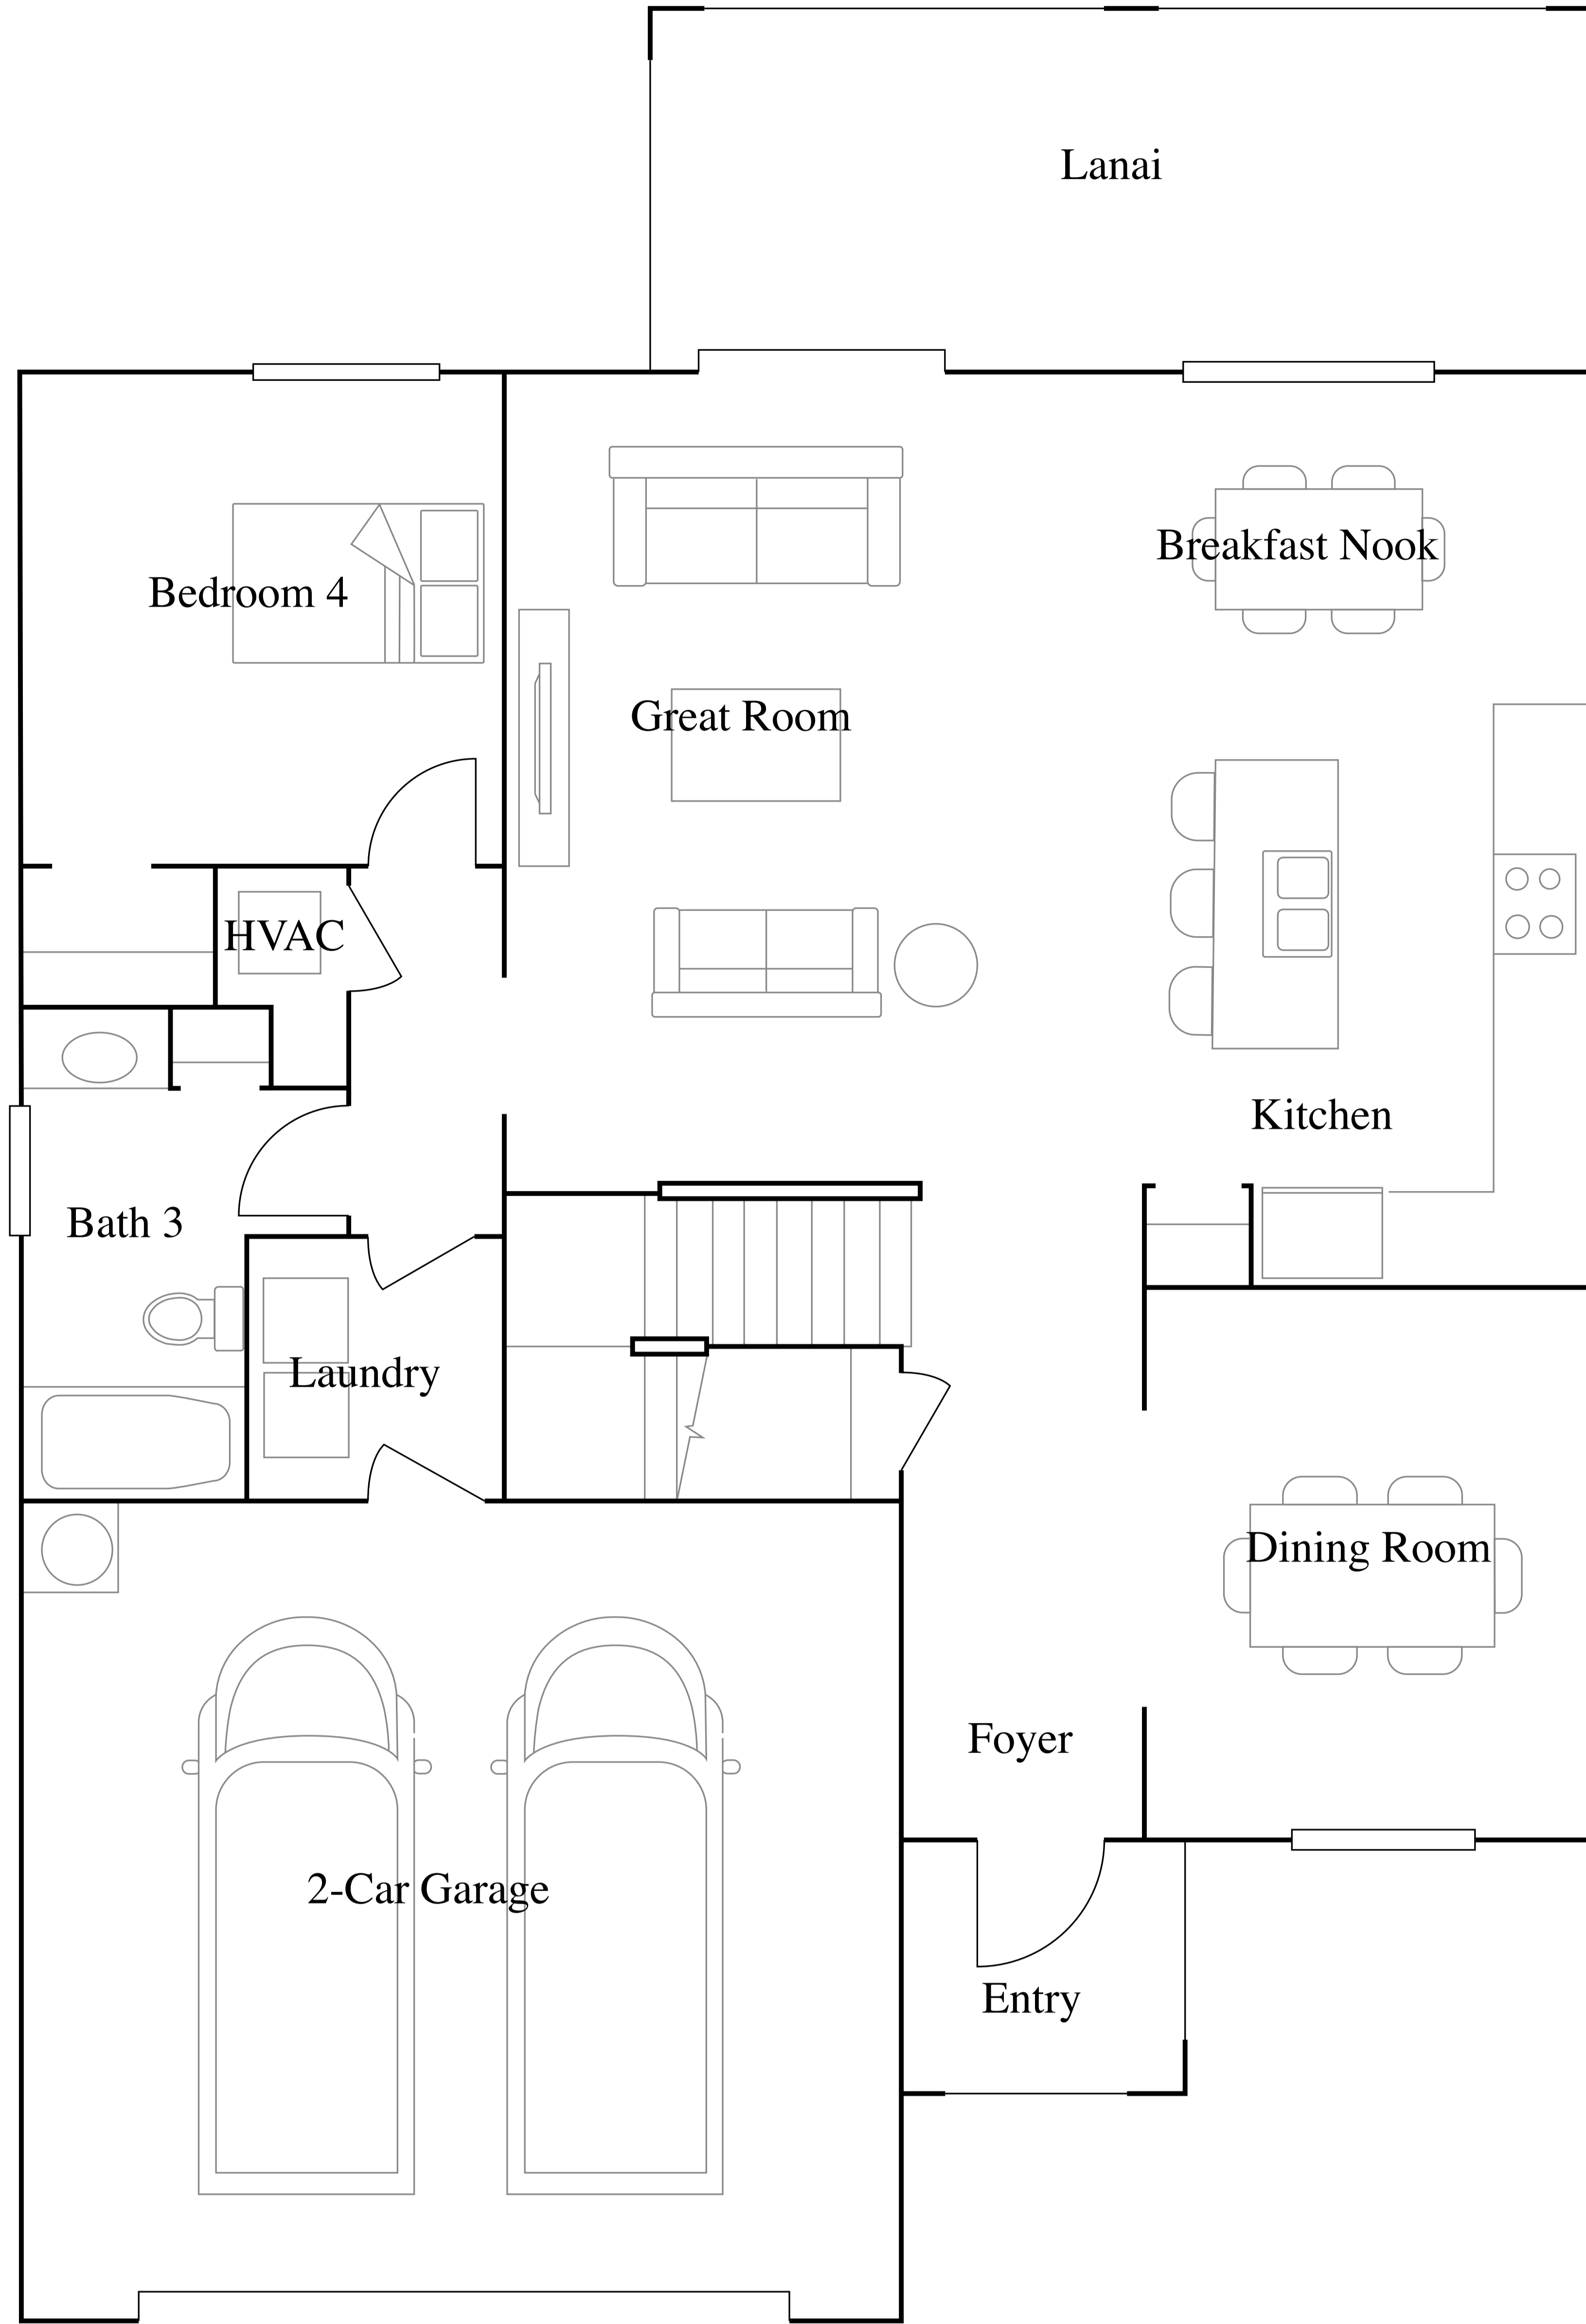 Lanai
Breakfast Nook
Bedroom 4
Great Room
HVAC
Kitchen
Bath 3
Laundry
Dining Room
Foyer
2-Car Garage
Entry